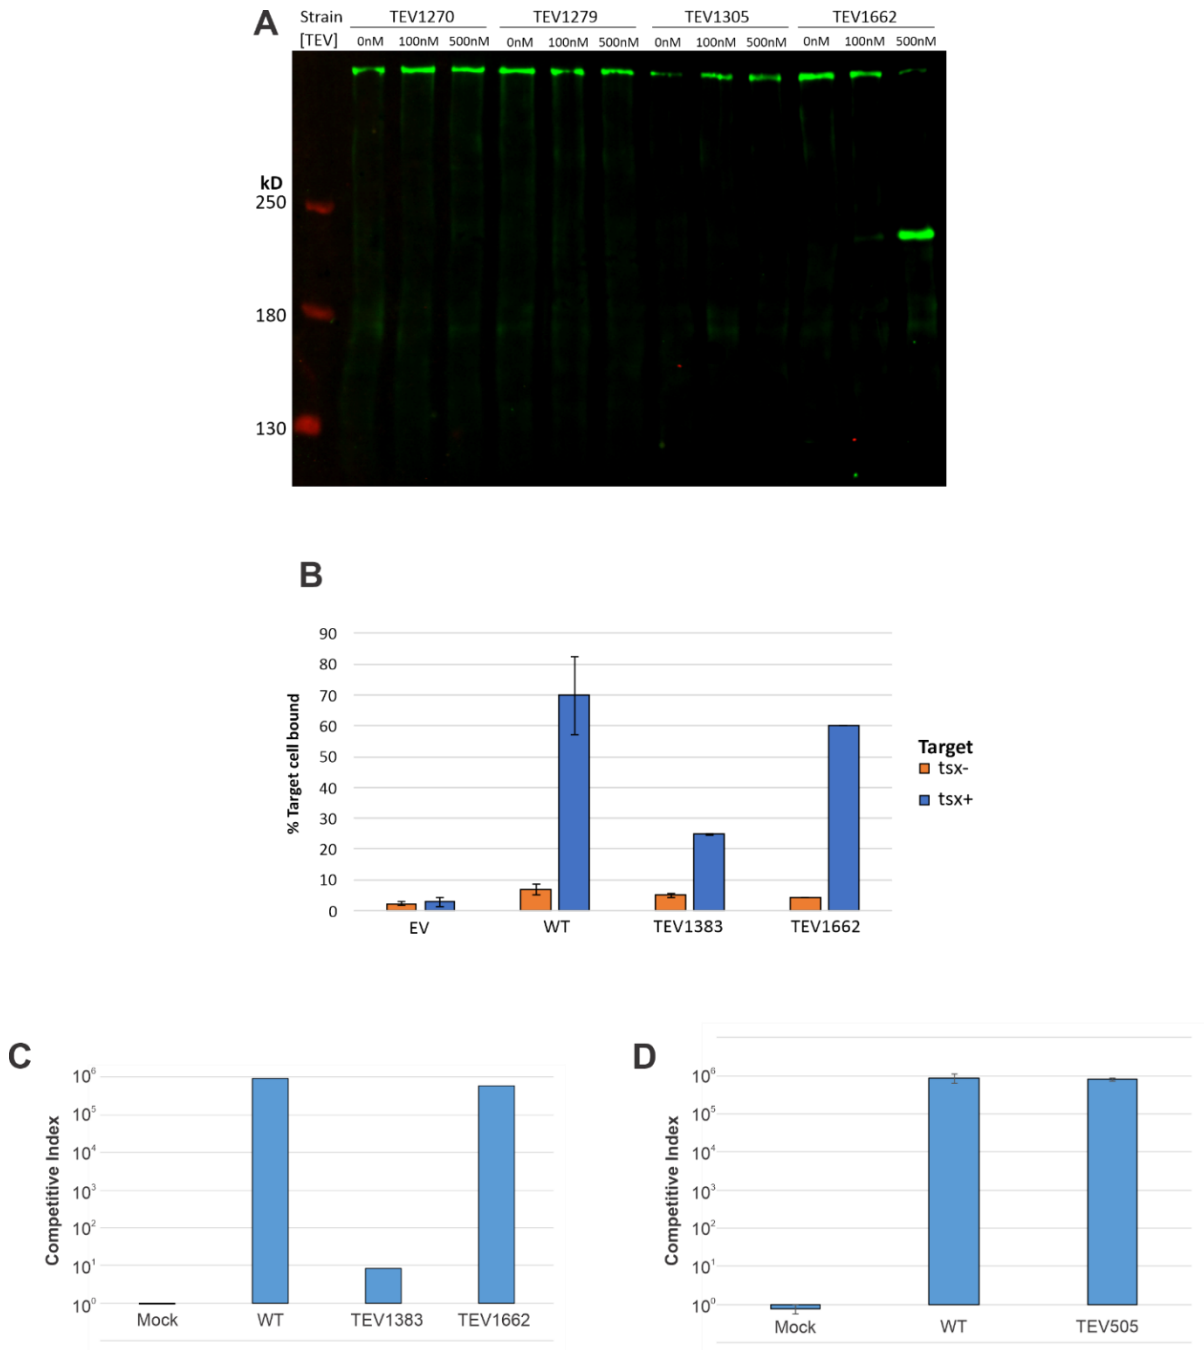 A
Strain TEV1270 TEV1279 TEV1305 TEV1662
[TEV] 0nM 100nM 500nM 0nM 100nM 500nM 0nM 100nM 500nM 0nM 100nM 500nM
kD
250
180
130
B
90
80
70
60
50
40
30
20
10
0
% Target cell bound
EV WT TEV1383 TEV1662
Target
tsx-
tsx+
C
10⁶
10⁵
10⁴
10³
10²
10¹
10⁰
Competitive Index
Mock WT TEV1383 TEV1662
D
10⁶
10⁵
10⁴
10³
10²
10¹
10⁰
Competitive Index
Mock WT TEV505